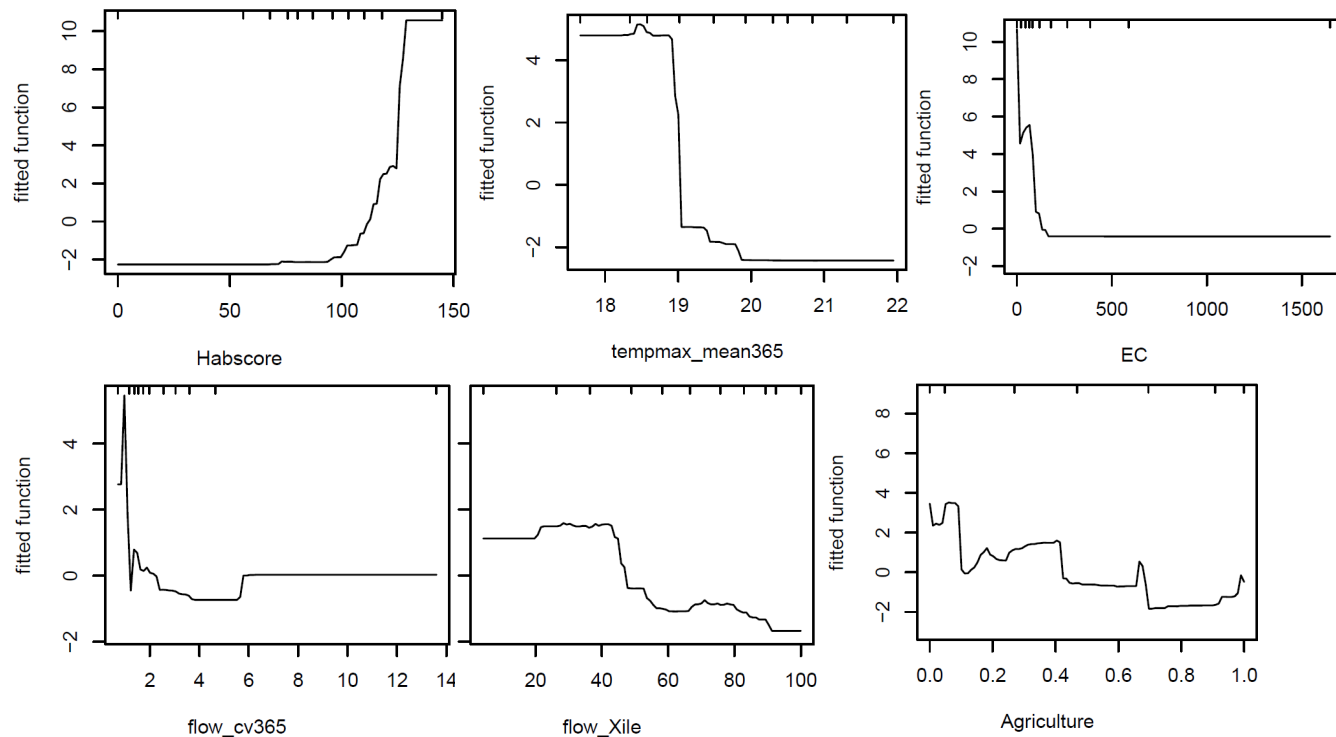 fitted function
10
8
6
4
2
0
−2
0 50 100 150
Habscore
fitted function
4
2
0
−2
18 19 20 21 22
tempmax_mean365
fitted function
10
8
6
4
2
0
−2
0 500 1000 1500
EC
fitted function
4
2
0
−2
2 4 6 8 10 12 14
flow_cv365
20 40 60 80 100
flow_Xile
fitted function
8
6
4
2
0
−2
0.0 0.2 0.4 0.6 0.8 1.0
Agriculture